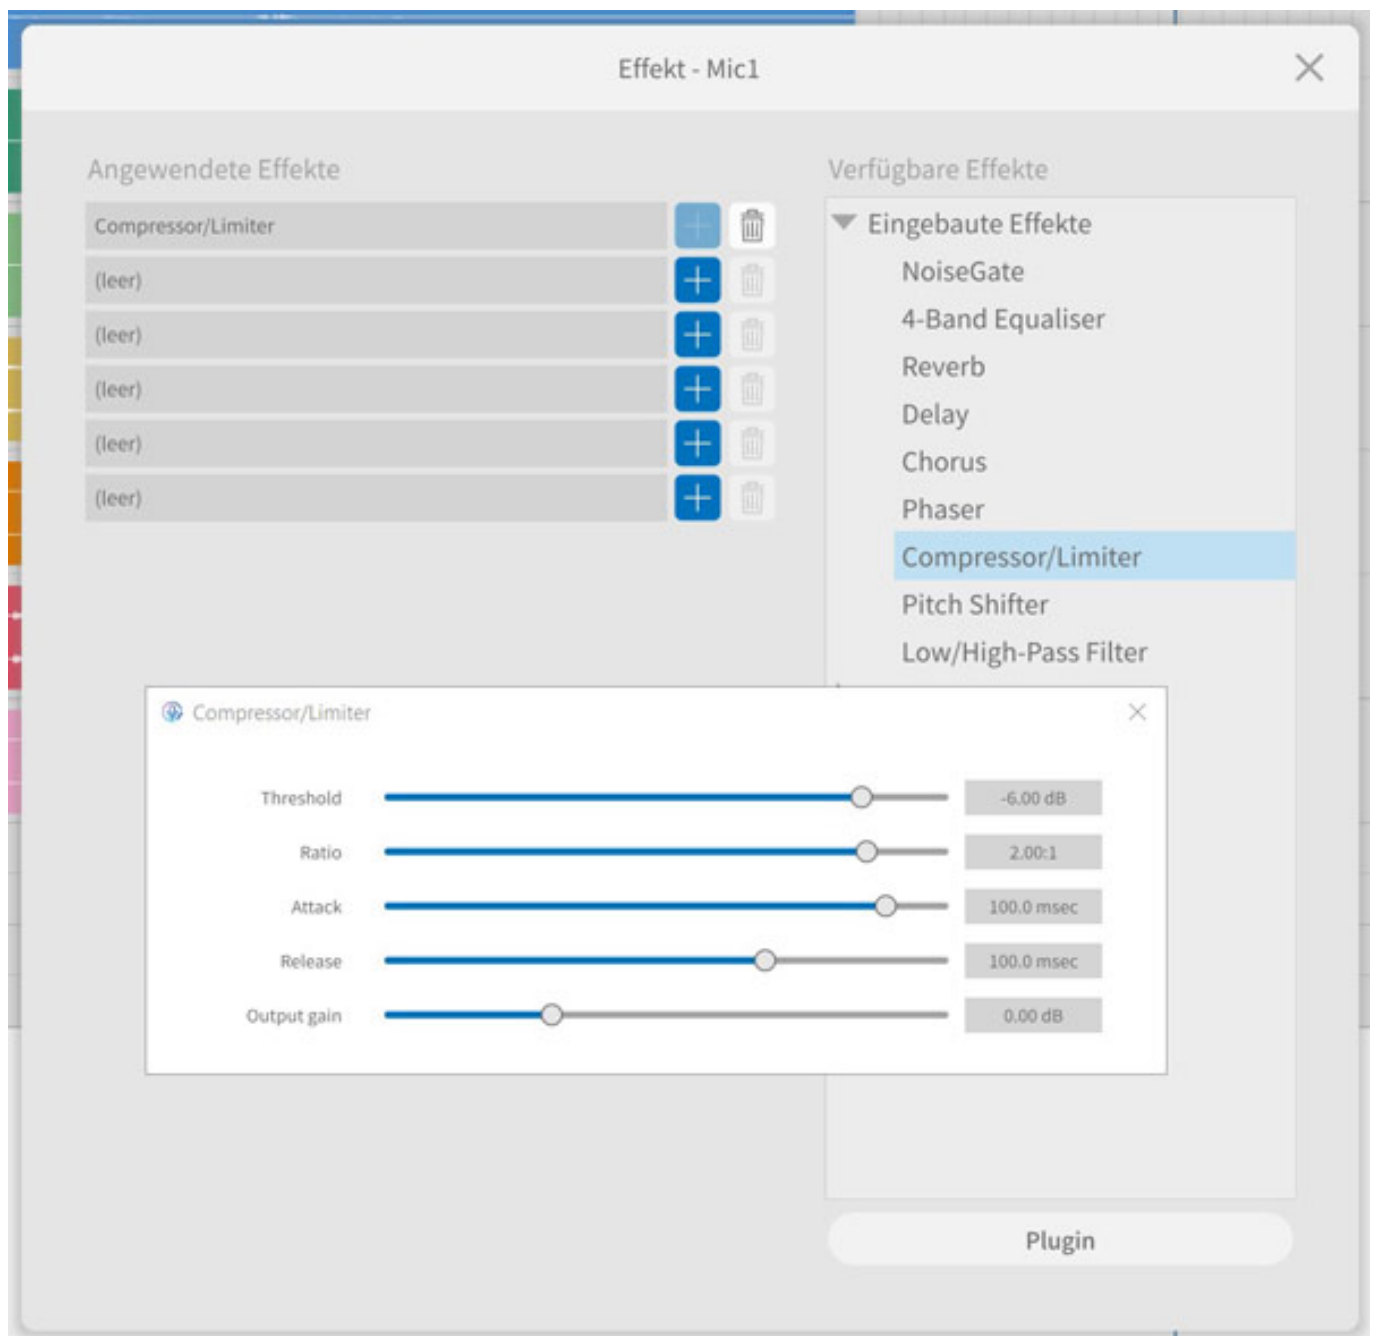 Effekt - Mic1
Angewendete Effekte
Compressor/Limiter
(leer)
(leer)
(leer)
(leer)
(leer)
Verfügbare Effekte
Eingebaute Effekte
NoiseGate
4-Band Equaliser
Reverb
Delay
Chorus
Phaser
Compressor/Limiter
Pitch Shifter
Low/High-Pass Filter
Compressor/Limiter
Threshold -6.00 dB
Ratio 2.00:1
Attack 100.0 msec
Release 100.0 msec
Output gain 0.00 dB
Plugin